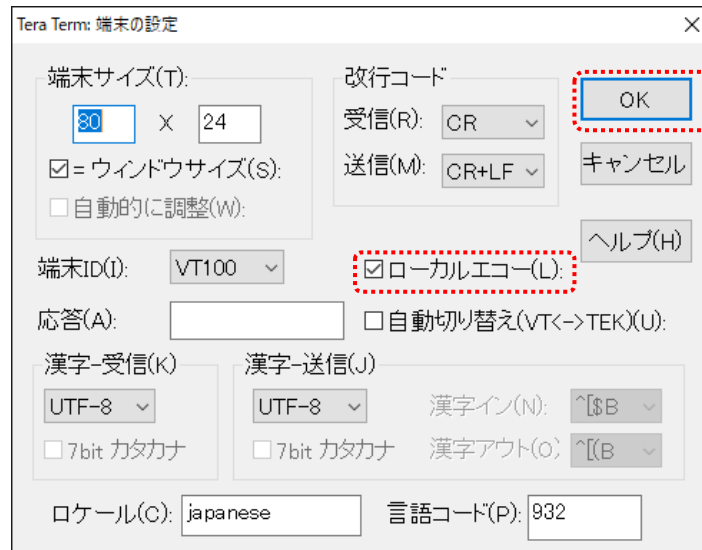 Tera Term: 端末の設定
端末サイズ(T):
80 X 24
= ウィンドウサイズ(S):
自動的に調整(W):
改行コード
受信(R): CR
送信(M): CR+LF
OK
キャンセル
ヘルプ(H)
端末ID(I): VT100
ローカルエコー(L):
応答(A):
自動切り替え(VT<->TEK)(U):
漢字-受信(K)
UTF-8
7bit カタカナ
漢字-送信(J)
UTF-8
7bit カタカナ
漢字イン(N): ^[$B
漢字アウト(O) ^[(B
ロケール(C): japanese
言語コード(P): 932